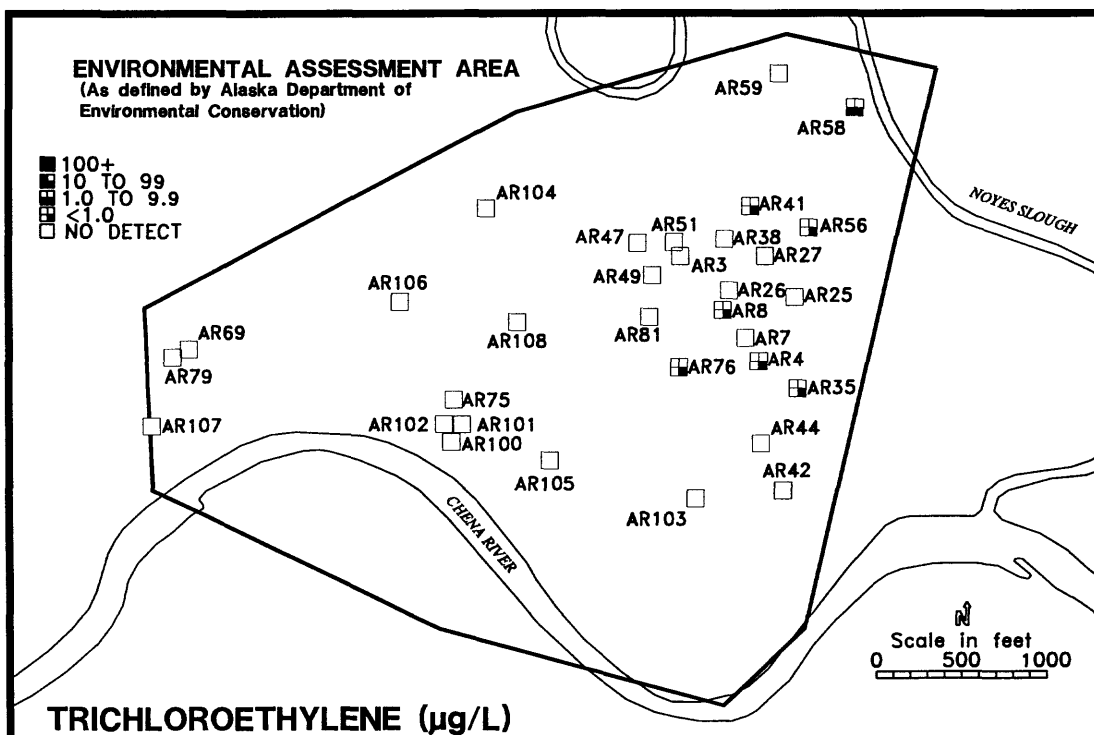 ENVIRONMENTAL ASSESSMENT AREA
(As defined by Alaska Department of
Environmental Conservation)
100+
10 TO 99
1.0 TO 9.9
<1.0
NO DETECT
AR59
AR58
NOYES SLOUGH
AR104
AR41
AR56
AR47
AR51
AR38
AR3
AR27
AR49
AR106
AR26
AR25
AR8
AR108
AR81
AR7
AR69
AR79
AR76
AR4
AR35
AR75
AR107
AR102
AR101
AR100
AR44
AR105
AR42
AR103
CHENA RIVER
N
Scale in feet
0 500 1000
TRICHLOROETHYLENE (µg/L)